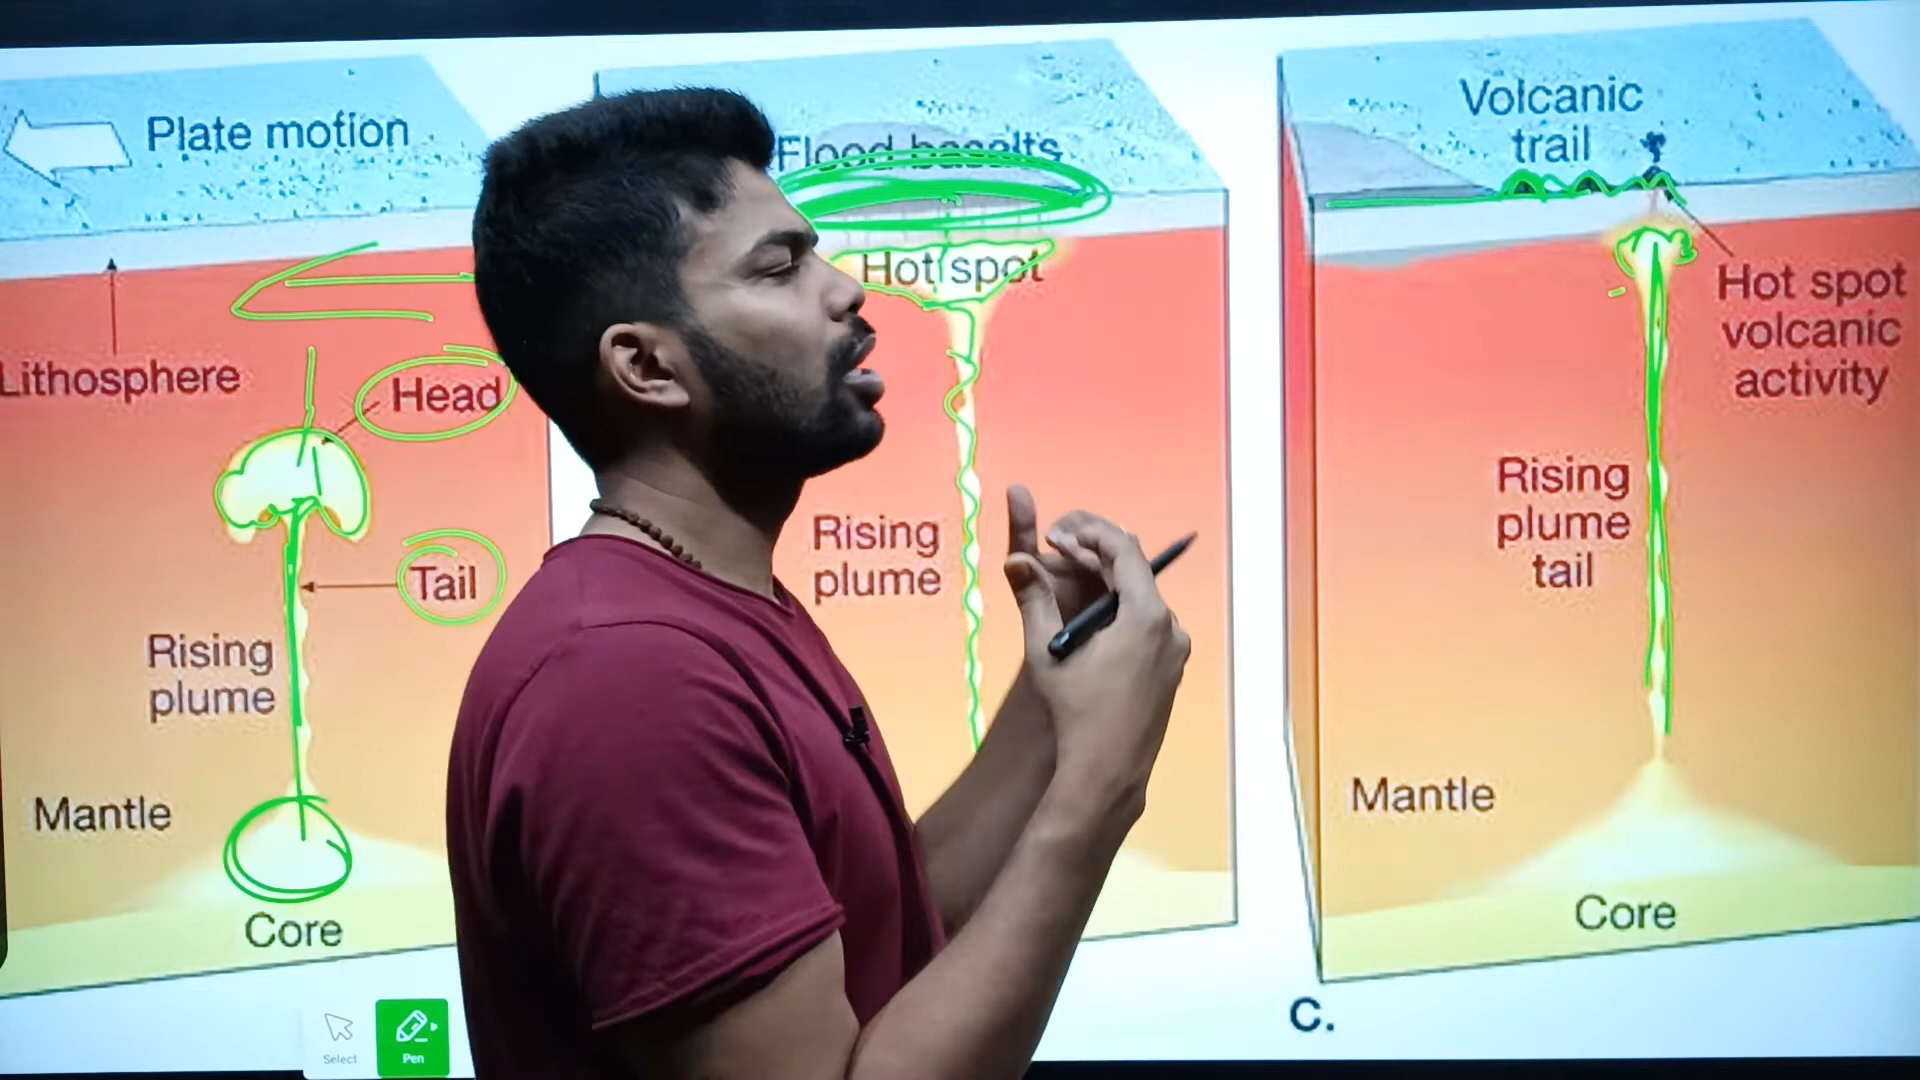 Plate motion
Lithosphere
Head
Tail
Rising
plume
Mantle
Core
Select
Pen
Flood basalts
Hot spot
Rising
plume
Volcanic
trail
Hot spot
volcanic
activity
Rising
plume
tail
Mantle
Core
C.